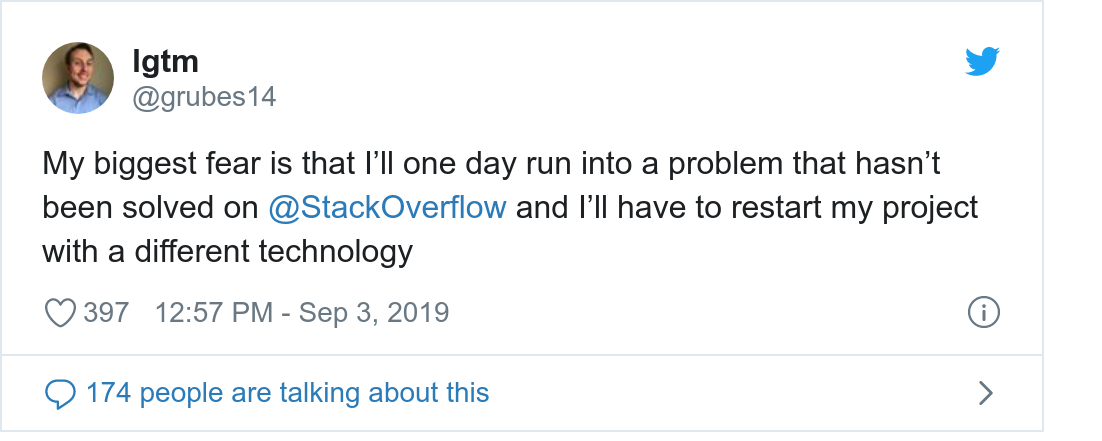 lgtm
@grubes14
My biggest fear is that I’ll one day run into a problem that hasn’t
been solved on @StackOverflow and I’ll have to restart my project
with a different technology
397 12:57 PM - Sep 3, 2019
174 people are talking about this